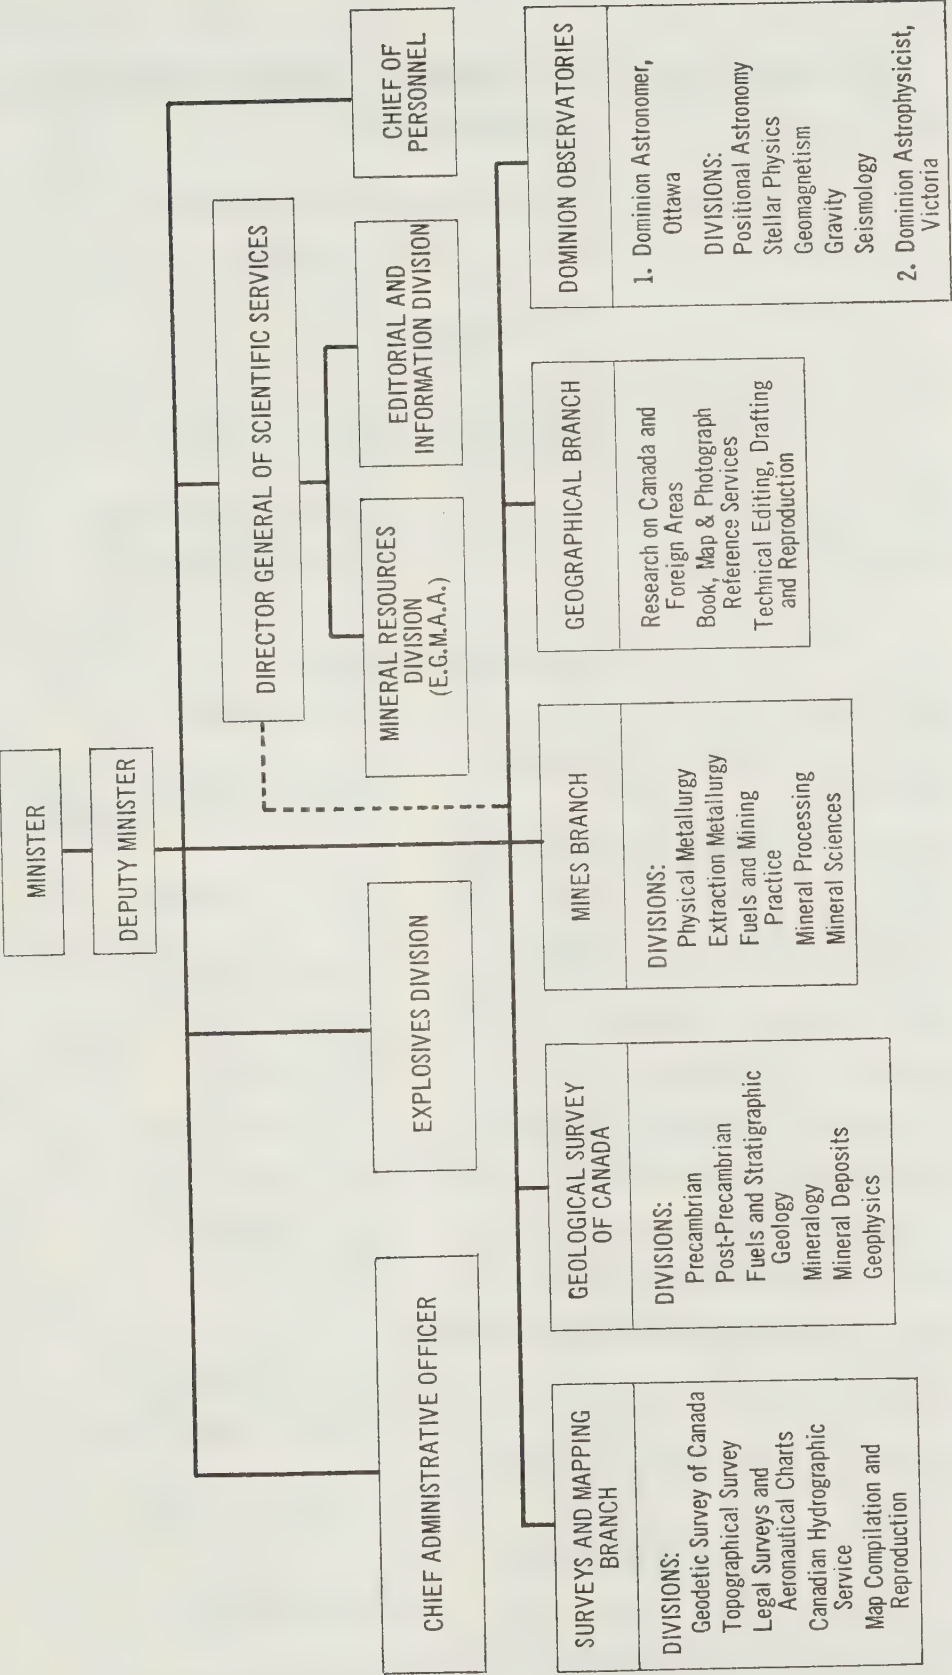 MINISTER
DEPUTY MINISTER
CHIEF ADMINISTRATIVE OFFICER
EXPLOSIVES DIVISION
DIRECTOR GENERAL OF SCIENTIFIC SERVICES
MINERAL RESOURCES
DIVISION
(E.G.M.A.A.)
EDITORIAL AND
INFORMATION DIVISION
CHIEF OF
PERSONNEL
SURVEYS AND MAPPING
BRANCH
DIVISIONS:
Geodetic Survey of Canada
Topographical Survey
Legal Surveys and
Aeronautical Charts
Canadian Hydrographic
Service
Map Compilation and
Reproduction
GEOLOGICAL SURVEY
OF CANADA
DIVISIONS:
Precambrian
Post-Precambrian
Fuels and Stratigraphic
Geology
Mineralogy
Mineral Deposits
Geophysics
MINES BRANCH
DIVISIONS:
Physical Metallurgy
Extraction Metallurgy
Fuels and Mining
Practice
Mineral Processing
Mineral Sciences
GEOGRAPHICAL BRANCH
Research on Canada and
Foreign Areas
Book, Map & Photograph
Reference Services
Technical Editing, Drafting
and Reproduction
DOMINION OBSERVATORIES
1. Dominion Astronomer,
Ottawa
DIVISIONS:
Positional Astronomy
Stellar Physics
Geomagnetism
Gravity
Seismology
2. Dominion Astrophysicist,
Victoria